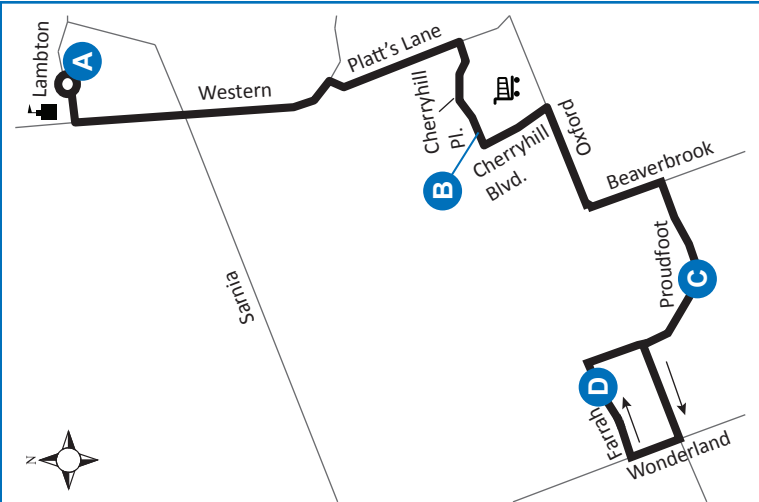 Lambton
A
Western
Platt's Lane
Cherryhill
Pl.
B
Cherryhill
Blvd.
Oxford
Beaverbrook
Sarnia
Proudfoot
C
D
Farrah
Wonderland
N